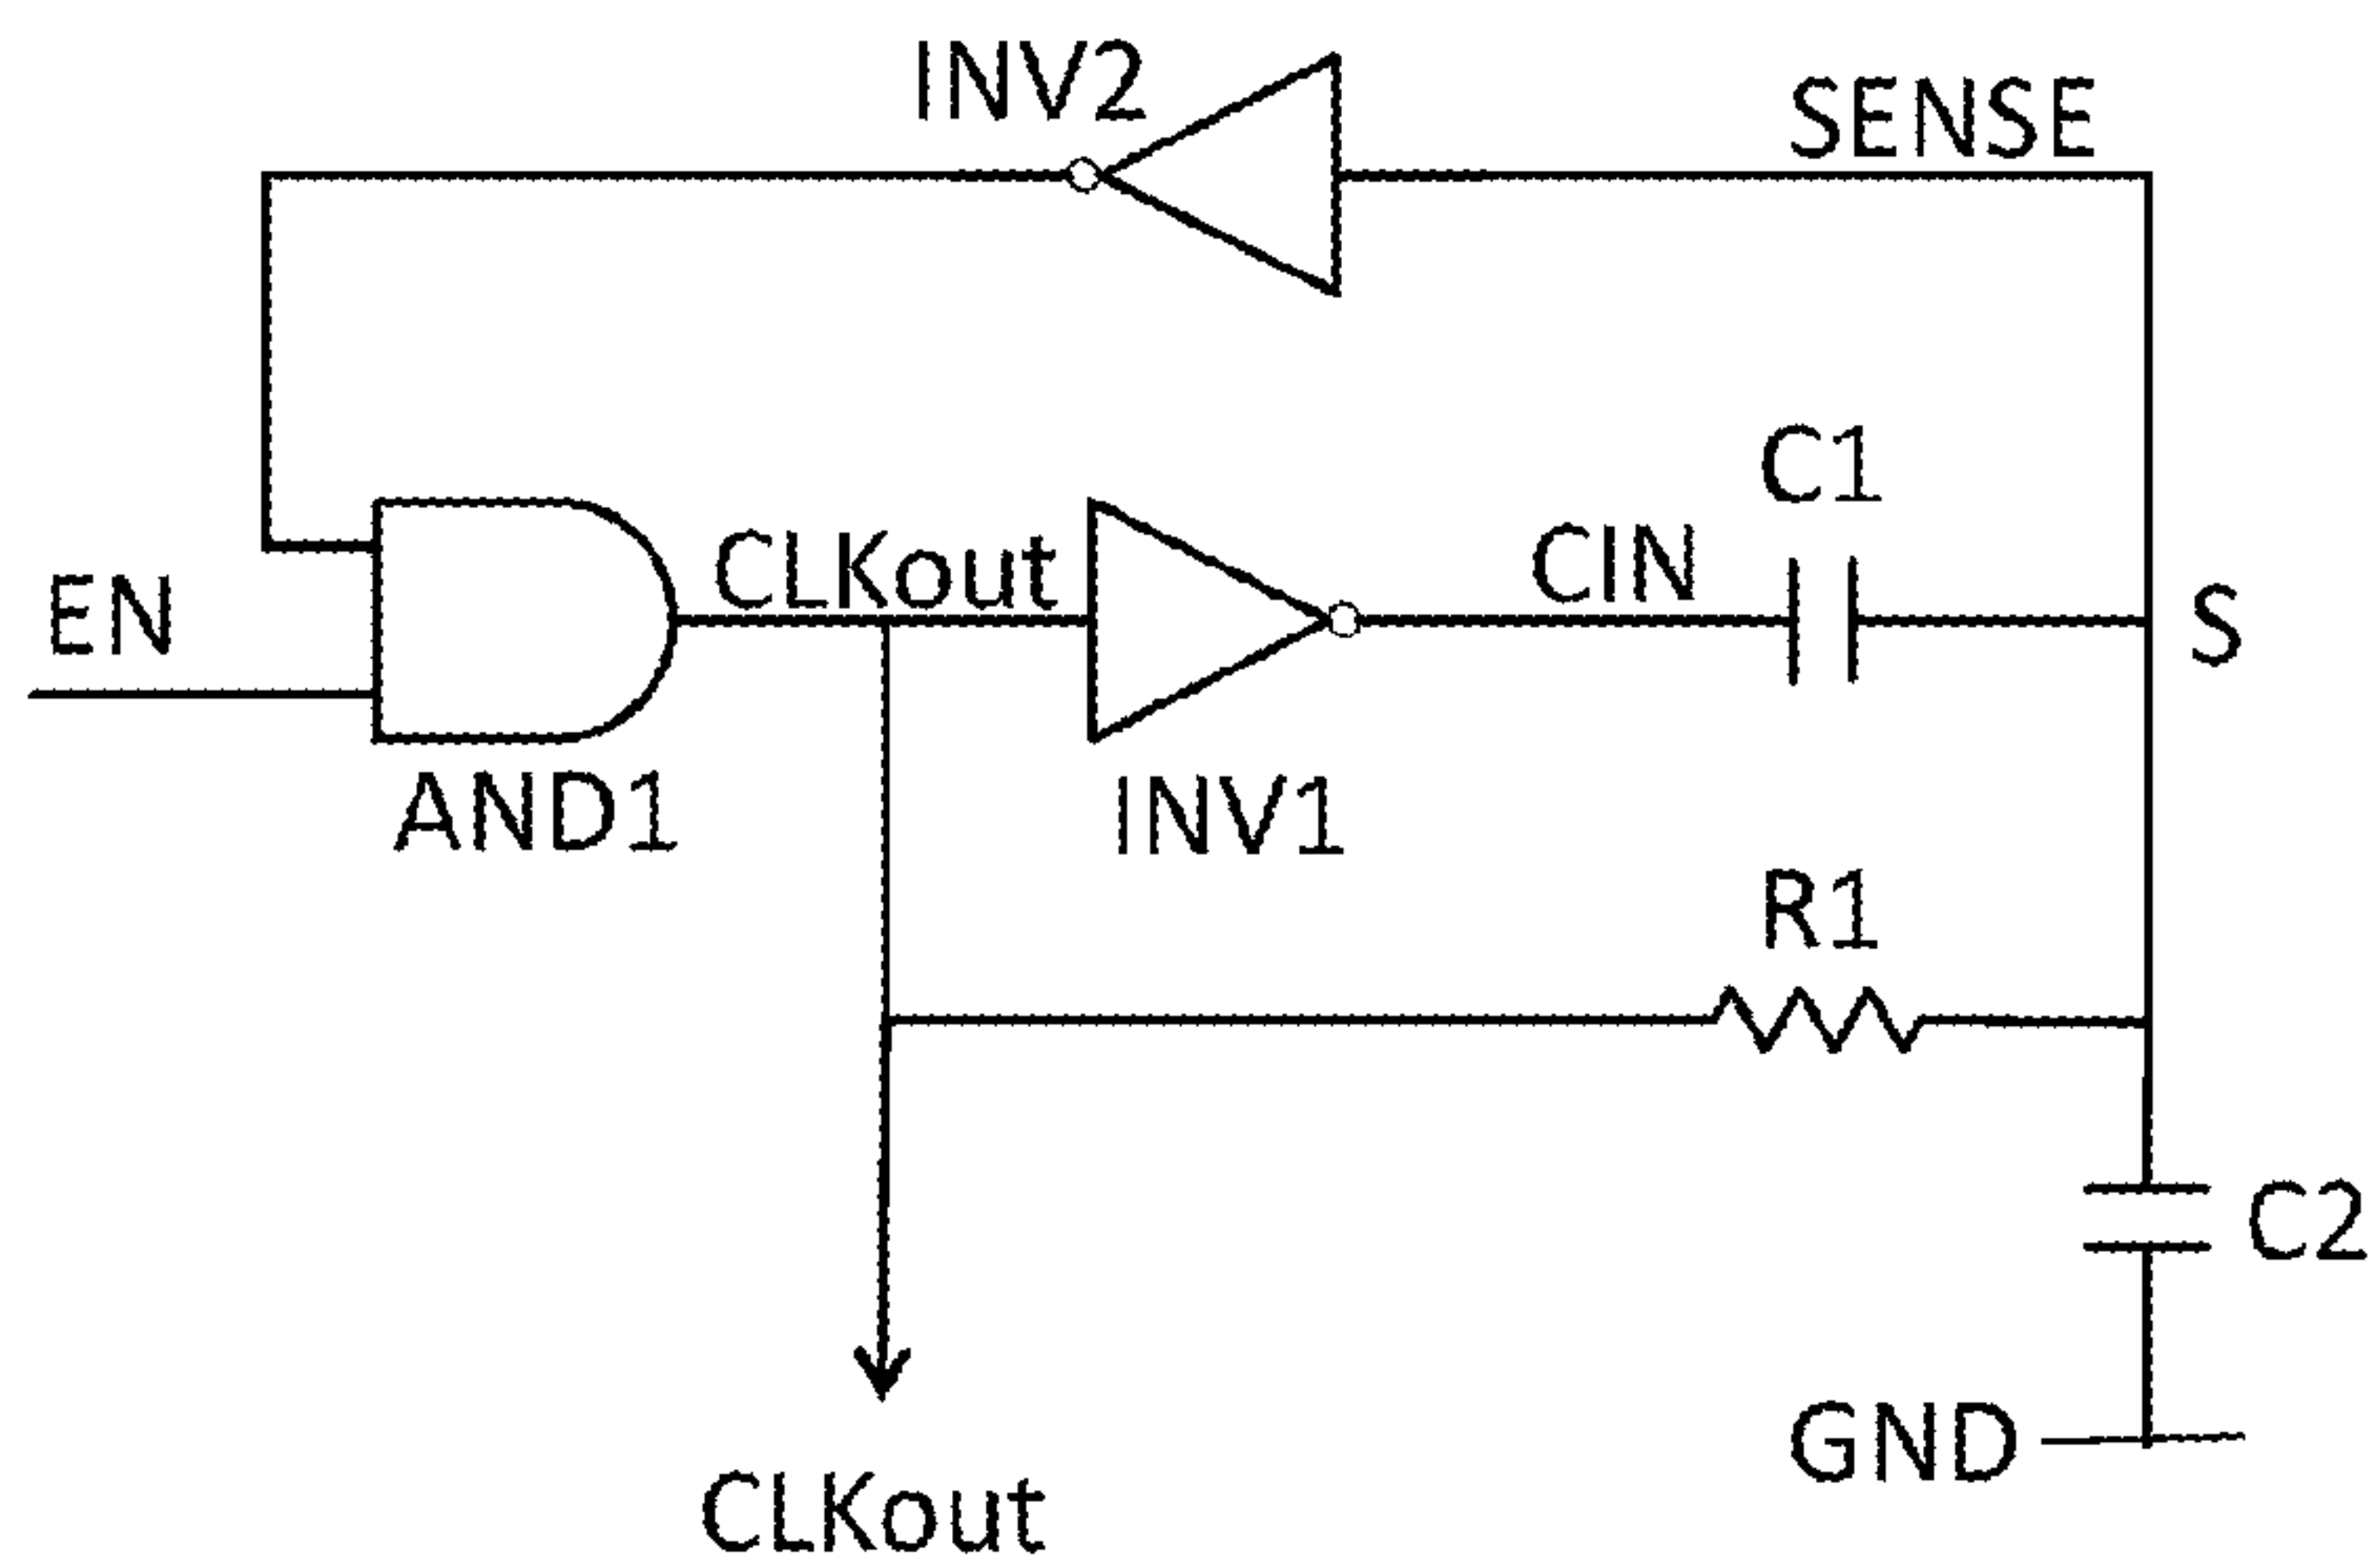 INV2
SENSE
C1
CLKout
CIN
EN
S
AND1
INV1
R1
C2
GND
CLKout